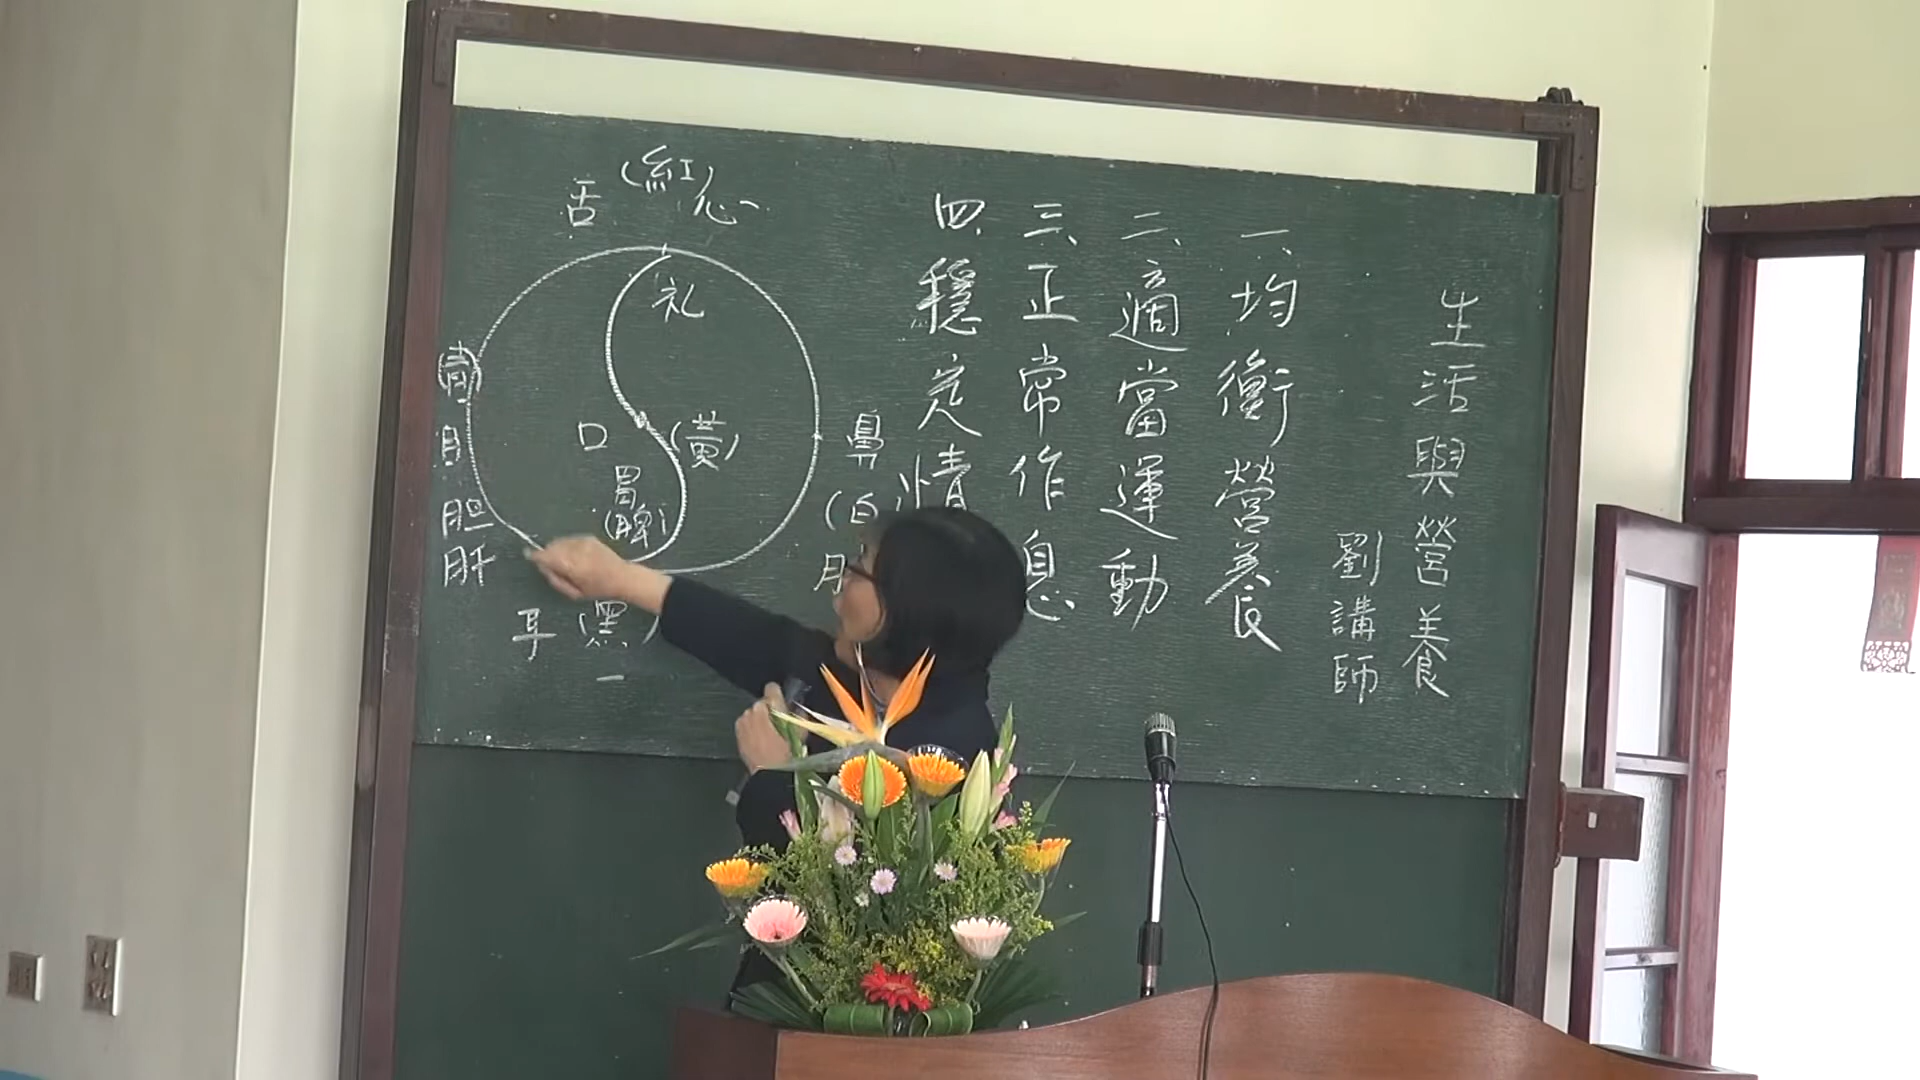 生活與營養
劉講師
一、均衡營養
二、適當運動
三、正常作息
四、穩定情
舌
(紅)
心
礼
(青)
目
胆
肝
口
(黃)
胃
(脾)
鼻
(白
耳
(黑)